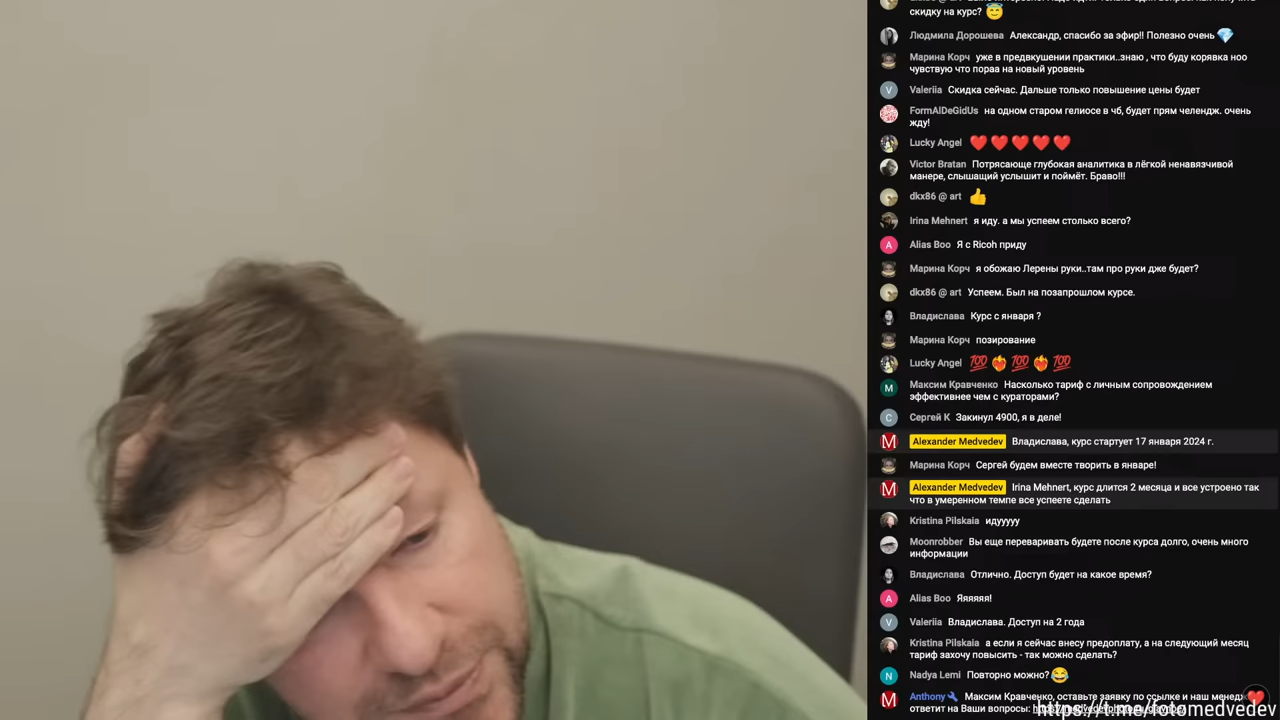 скидку на курс?
Людмила Дорошева Александр, спасибо за эфир!! Полезно очень
Марина Корч уже в предвкушении практики..знаю , что буду корявка ноо
чувствую что пораа на новый уровень
V Valeriia Скидка сейчас. Дальше только повышение цены будет
FormAlDeGidUs на одном старом гелиосе в чб, будет прям челендж. очень
жду!
Lucky Angel ❤️❤️❤️❤️❤️
Victor Bratan Потрясающе глубокая аналитика в лёгкой ненавязчивой
манере, слышащий услышит и поймёт. Браво!!!
dkx86 @ art 👍
Irina Mehnert я иду. а мы успеем столько всего?
A Alias Boo Я с Ricoh приду
Марина Корч я обожаю Лерены руки..там про руки дже будет?
dkx86 @ art Успеем. Был на позапрошлом курсе.
Владислава Курс с января ?
Марина Корч позирование
Lucky Angel 💯❤️‍🔥💯❤️‍🔥💯
М Максим Кравченко Насколько тариф с личным сопровождением
эффективнее чем с кураторами?
С Сергей К Закинул 4900, я в деле!
M Alexander Medvedev Владислава, курс стартует 17 января 2024 г.
Марина Корч Сергей будем вместе творить в январе!
M Alexander Medvedev Irina Mehnert, курс длится 2 месяца и все устроено так
что в умеренном темпе все успеете сделать
Kristina Pilskaia идуууу
Moonrobber Вы еще переваривать будете после курса долго, очень много
информации
Владислава Отлично. Доступ будет на какое время?
A Alias Boo Яяяяяя!
V Valeriia Владислава. Доступ на 2 года
Kristina Pilskaia а если я сейчас внесу предоплату, а на следующий месяц
тариф захочу повысить - так можно сделать?
N Nadya Lemi Повторно можно? 😂
M Anthony Максим Кравченко, оставьте заявку по ссылке и наш
ответит на Ваши вопросы:
https://t.me/fotomedvedev